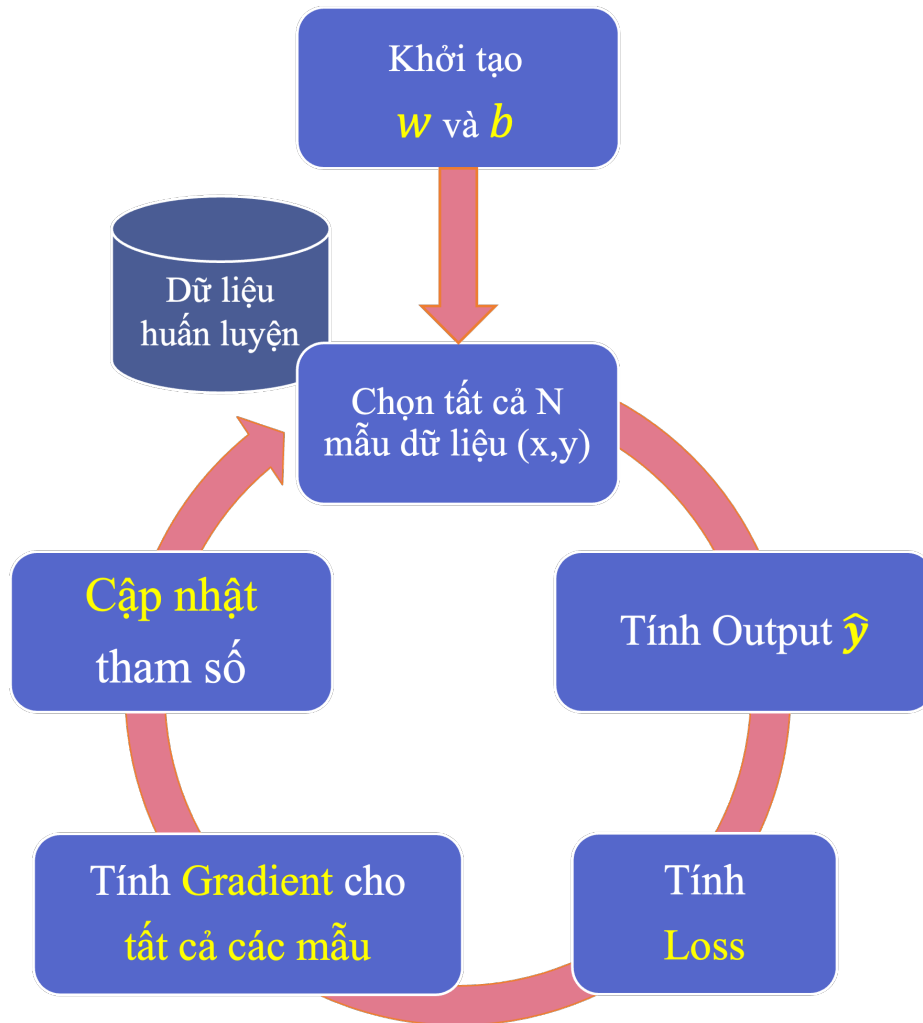 Khởi tạo
w và b
Dữ liệu
huấn luyện
Chọn tất cả N
mẫu dữ liệu (x,y)
Tính Output ŷ
Tính
Loss
Tính Gradient cho
tất cả các mẫu
Cập nhật
tham số